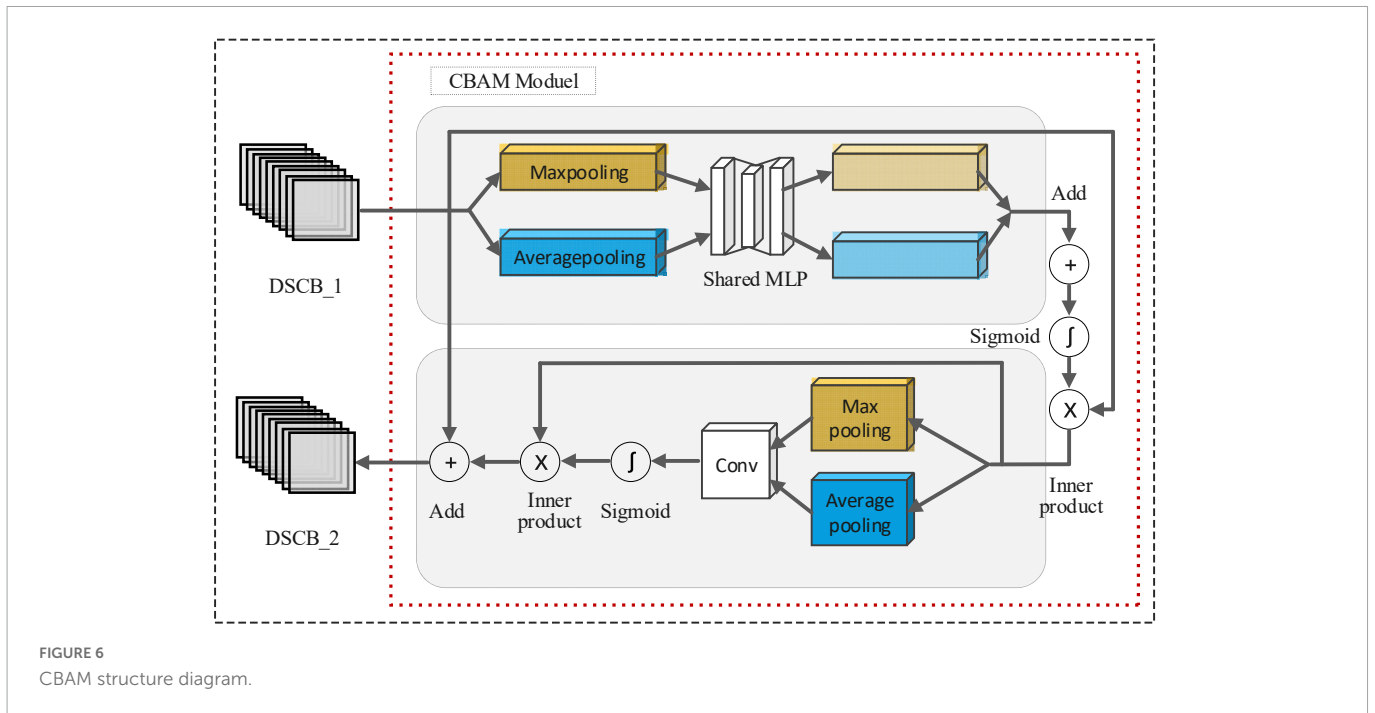 CBAM Moduel
Maxpooling
Averagepooling
Shared MLP
Add
+
DSCB_1
Sigmoid
∫
X
Inner
product
Max
pooling
Average
pooling
Conv
∫
Sigmoid
X
Inner
product
+
Add
DSCB_2
FIGURE 6
CBAM structure diagram.